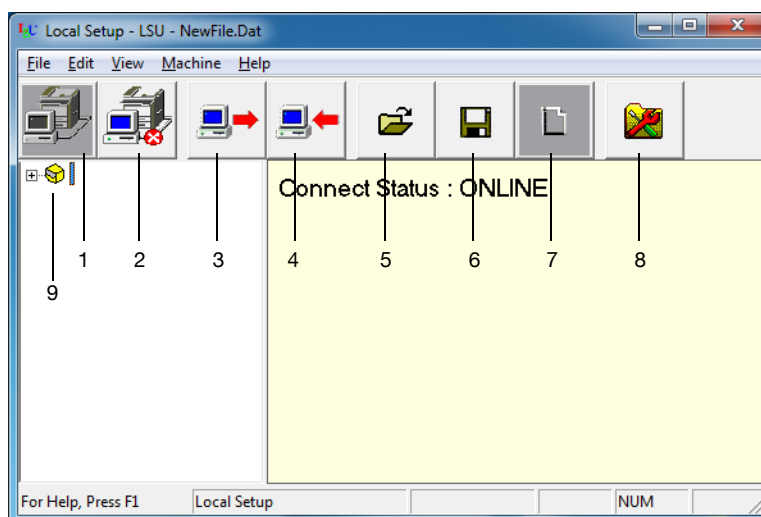 LSU Local Setup - LSU - NewFile.Dat
File Edit View Machine Help
Connect Status : ONLINE
1 2 3 4 5 6 7 8
9
For Help, Press F1 Local Setup NUM